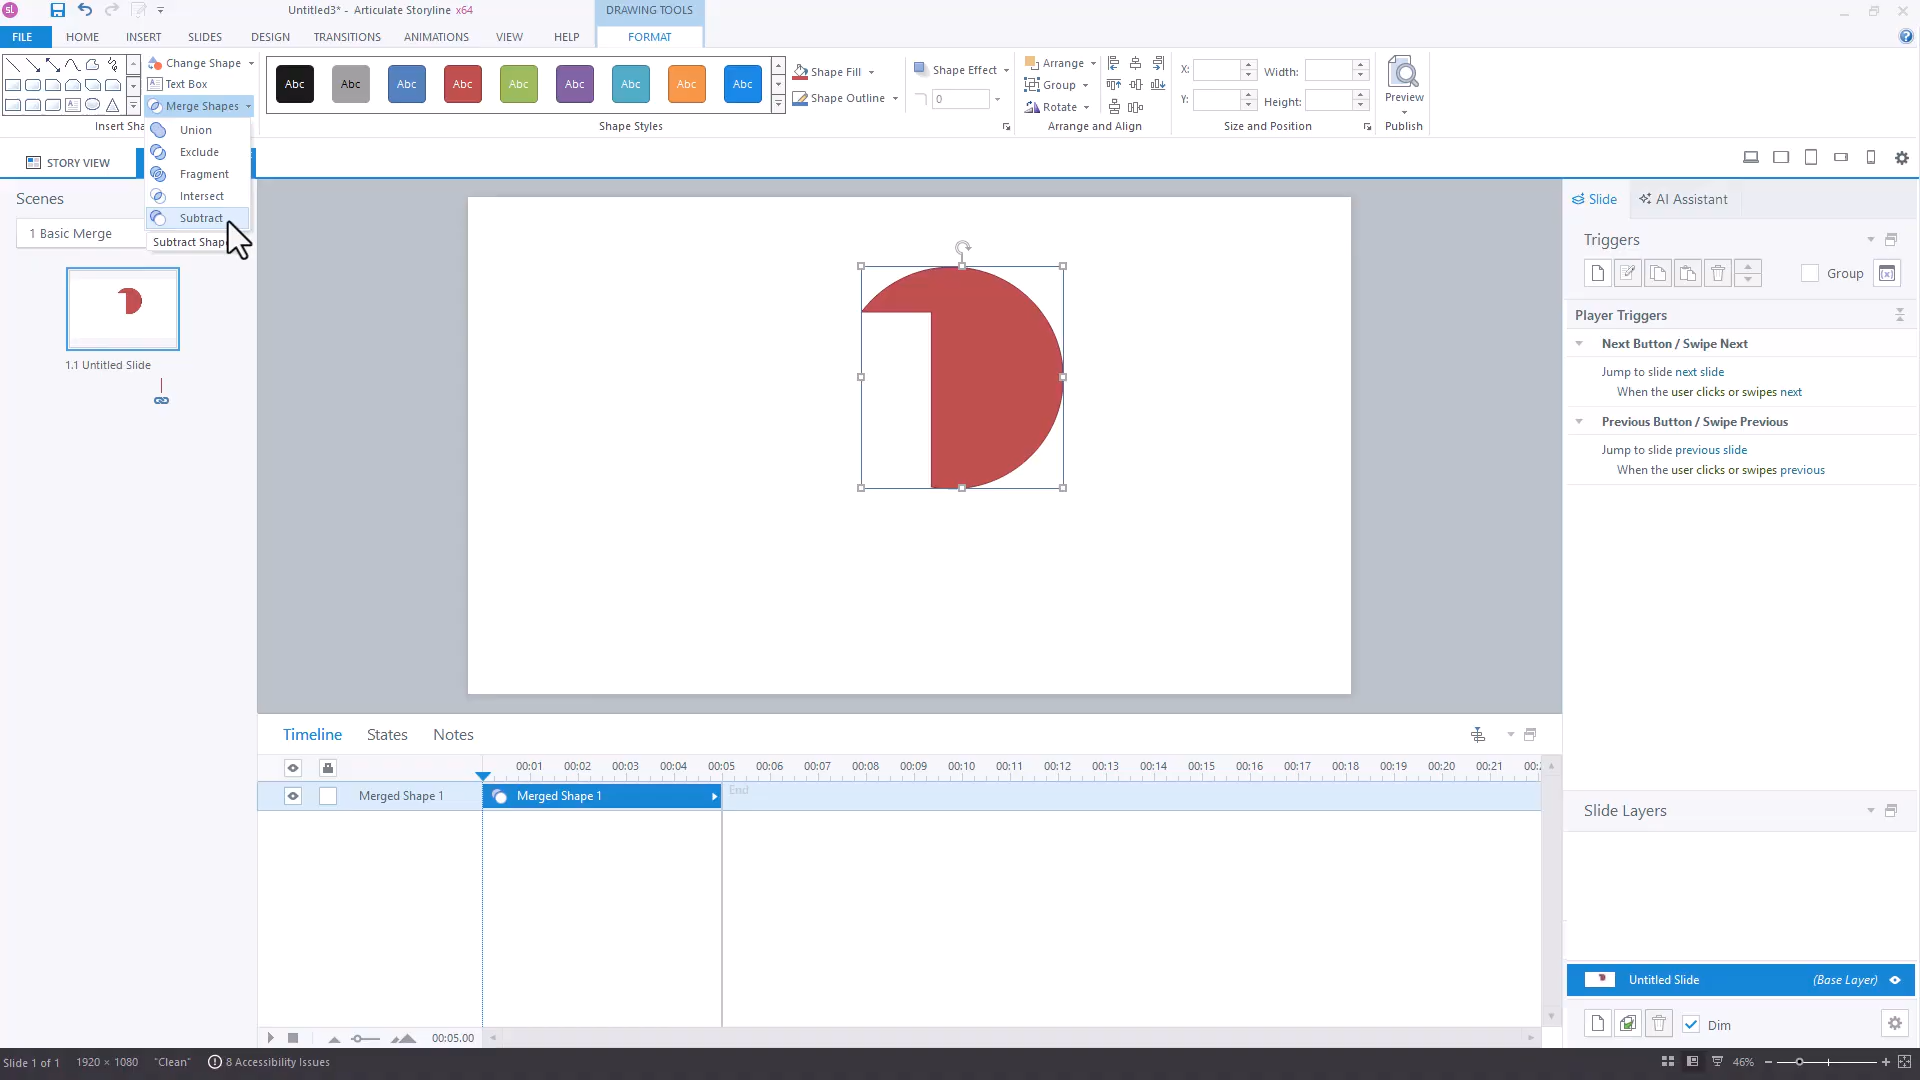 Untitled3* - Articulate Storyline x64
DRAWING TOOLS
FILE HOME INSERT SLIDES DESIGN TRANSITIONS ANIMATIONS VIEW HELP FORMAT
Change Shape
Text Box
Merge Shapes
Insert Sha
Abc Abc Abc Abc Abc Abc Abc Abc Abc
Shape Styles
Shape Fill
Shape Outline
Shape Effect
0
Arrange
Group
Rotate
Arrange and Align
X: Width:
Y: Height:
Size and Position
Preview
Publish
Union
Exclude
Fragment
Intersect
Subtract
Subtract Shap
STORY VIEW
Scenes
1 Basic Merge
1.1 Untitled Slide
Slide AI Assistant
Triggers
Group
Player Triggers
Next Button / Swipe Next
Jump to slide next slide
When the user clicks or swipes next
Previous Button / Swipe Previous
Jump to slide previous slide
When the user clicks or swipes previous
Timeline States Notes
00:01 00:02 00:03 00:04 00:05 00:06 00:07 00:08 00:09 00:10 00:11 00:12 00:13 00:14 00:15 00:16 00:17 00:18 00:19 00:20 00:21 00:
Merged Shape 1 Merged Shape 1 End
00:05.00
Slide Layers
Untitled Slide (Base Layer)
Dim
Slide 1 of 1 1920 × 1080 "Clean" 8 Accessibility Issues 46%